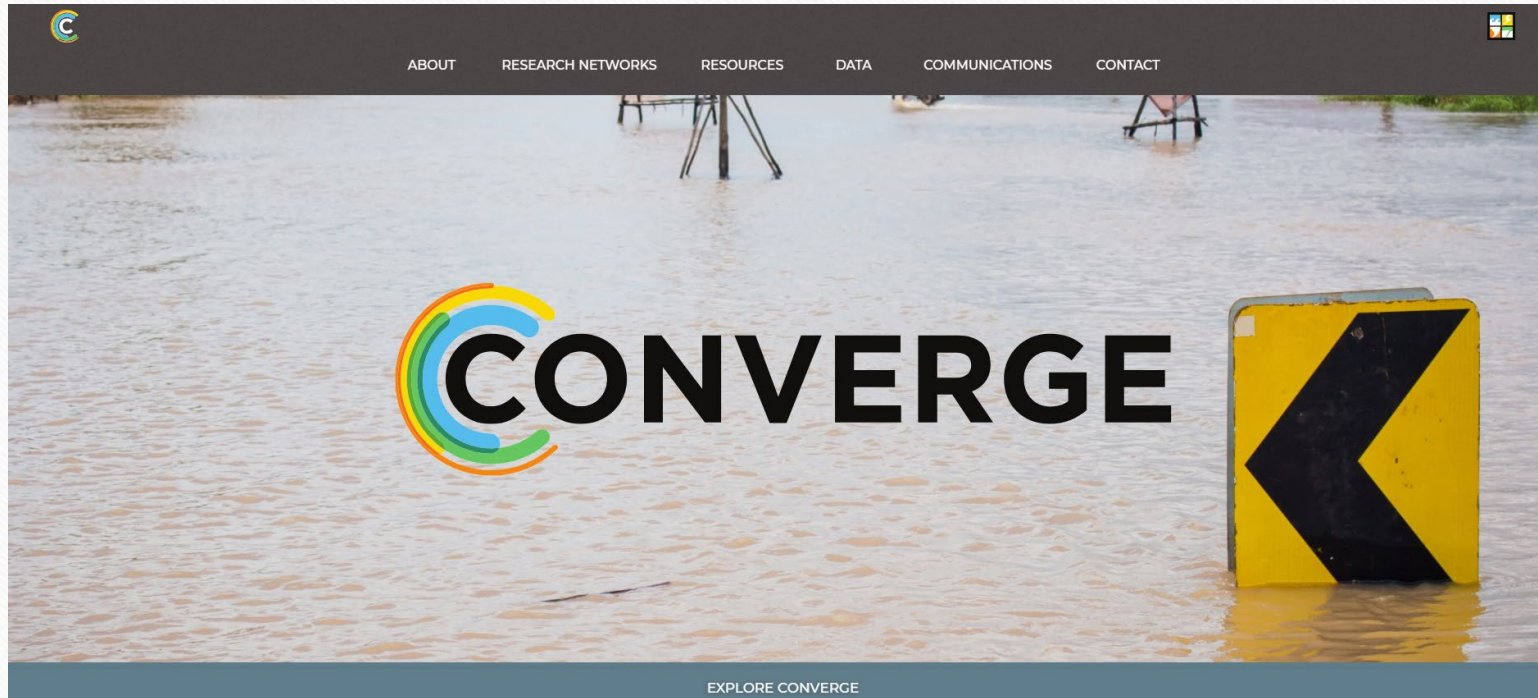 ABOUT RESEARCH NETWORKS RESOURCES DATA COMMUNICATIONS CONTACT
CONVERGE
EXPLORE CONVERGE